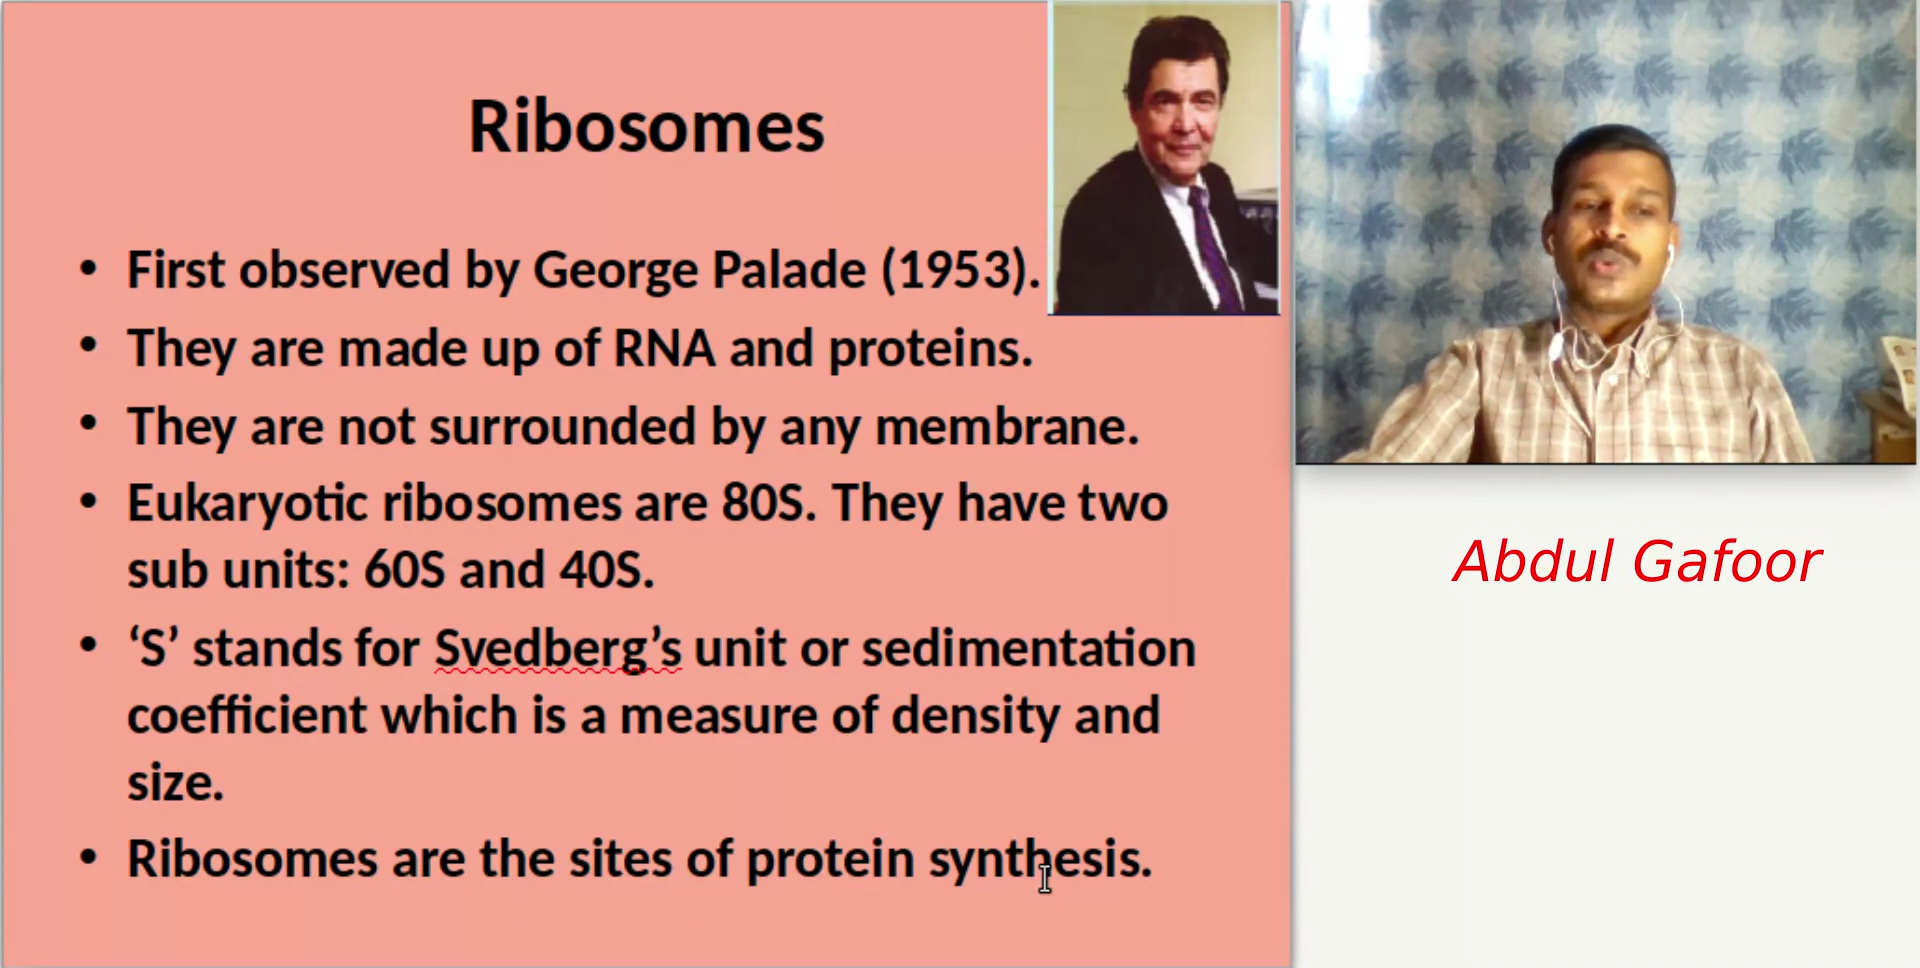 Ribosomes
• First observed by George Palade (1953).
• They are made up of RNA and proteins.
• They are not surrounded by any membrane.
• Eukaryotic ribosomes are 80S. They have two
sub units: 60S and 40S.
• ‘S’ stands for Svedberg’s unit or sedimentation
coefficient which is a measure of density and
size.
• Ribosomes are the sites of protein synthesis.
Abdul Gafoor